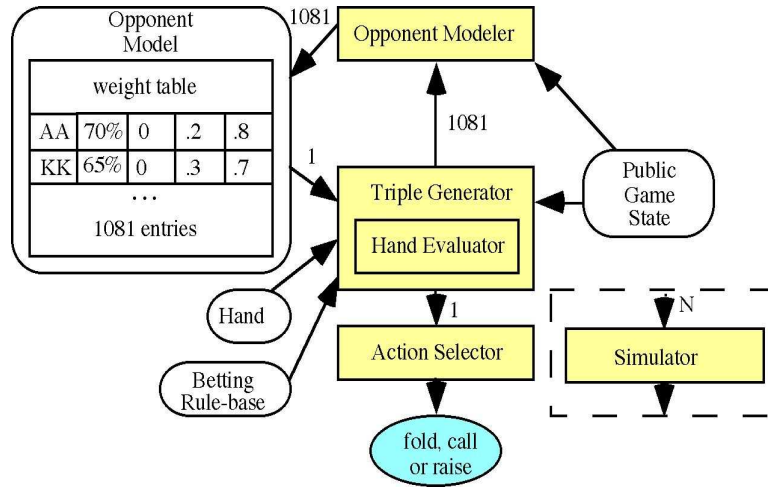 Opponent
Model
weight table
AA 70% 0 .2 .8
KK 65% 0 .3 .7
...
1081 entries
1081
Opponent Modeler
1081
1
Triple Generator
Hand Evaluator
Public
Game
State
Hand
Betting
Rule-base
1
Action Selector
fold, call
or raise
N
Simulator